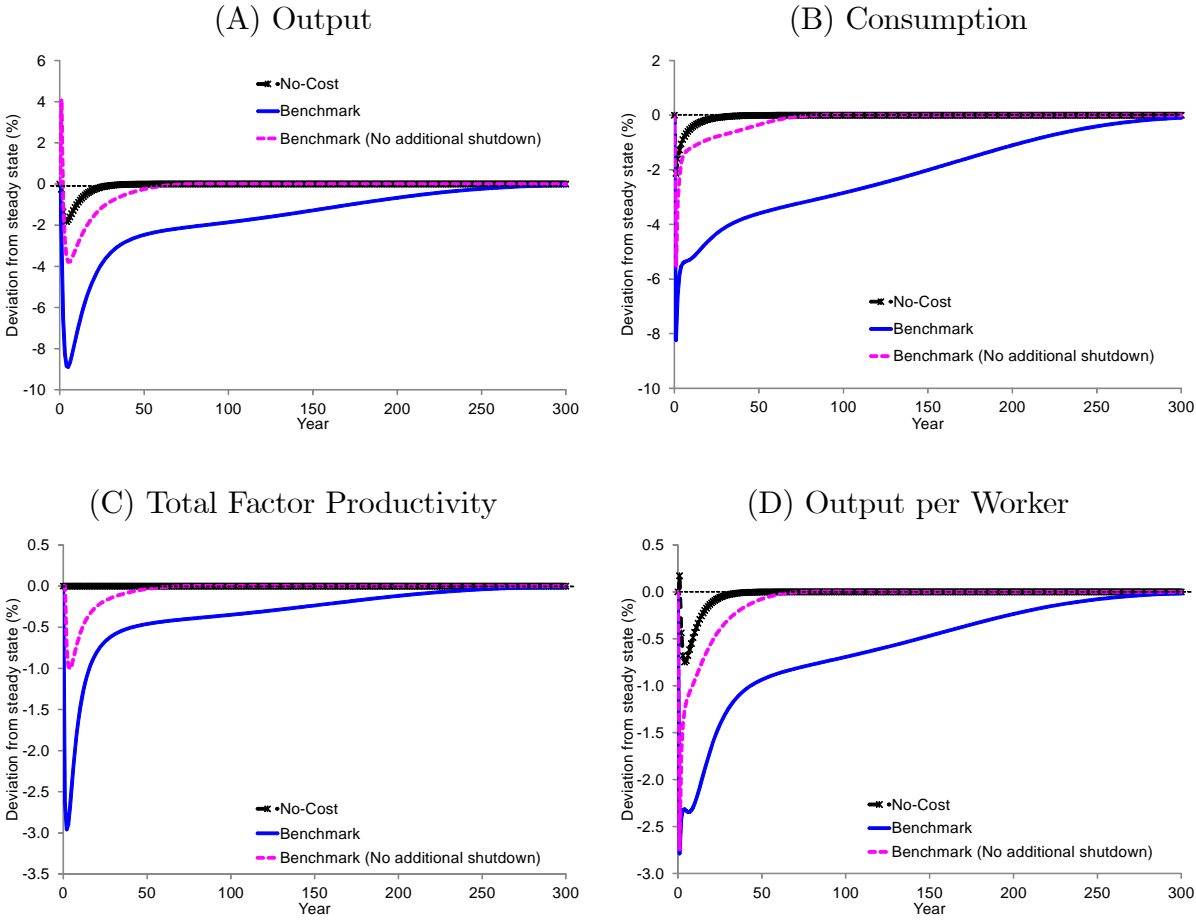 (A) Output
6
4
2
0
-2
-4
-6
-8
-10
Deviation from steady state (%)
No-Cost
Benchmark
Benchmark (No additional shutdown)
0 50 100 150 200 250 300
Year
(B) Consumption
2
0
-2
-4
-6
-8
-10
Deviation from steady state (%)
No-Cost
Benchmark
Benchmark (No additional shutdown)
0 50 100 150 200 250 300
Year
(C) Total Factor Productivity
0.5
0.0
-0.5
-1.0
-1.5
-2.0
-2.5
-3.0
-3.5
Deviation from steady state (%)
No-Cost
Benchmark
Benchmark (No additional shutdown)
0 50 100 150 200 250 300
Year
(D) Output per Worker
0.5
0.0
-0.5
-1.0
-1.5
-2.0
-2.5
-3.0
Deviation from steady state (%)
No-Cost
Benchmark
Benchmark (No additional shutdown)
0 50 100 150 200 250 300
Year